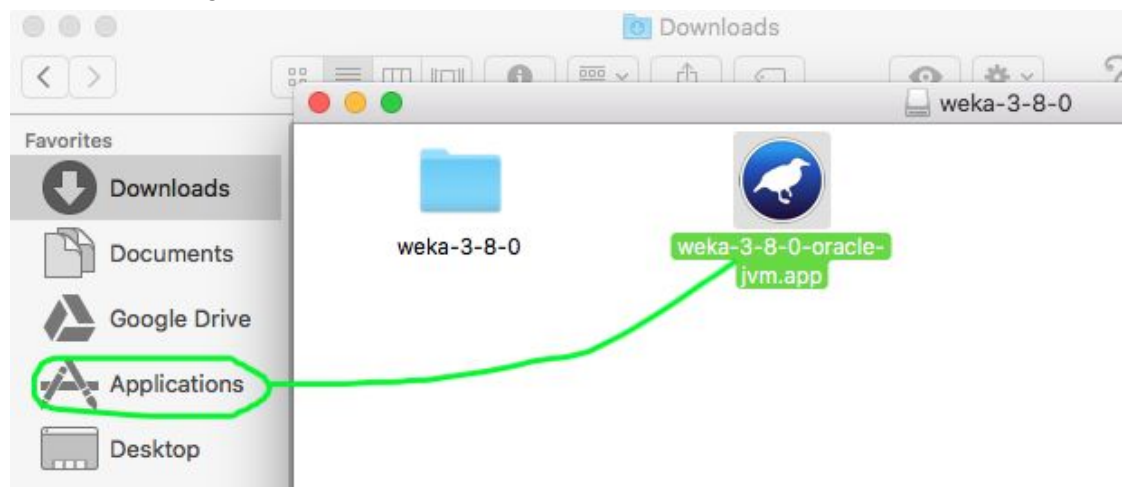 Downloads
weka-3-8-0
Favorites
Downloads
Documents
Google Drive
Applications
Desktop
weka-3-8-0
weka-3-8-0-oracle-
jvm.app